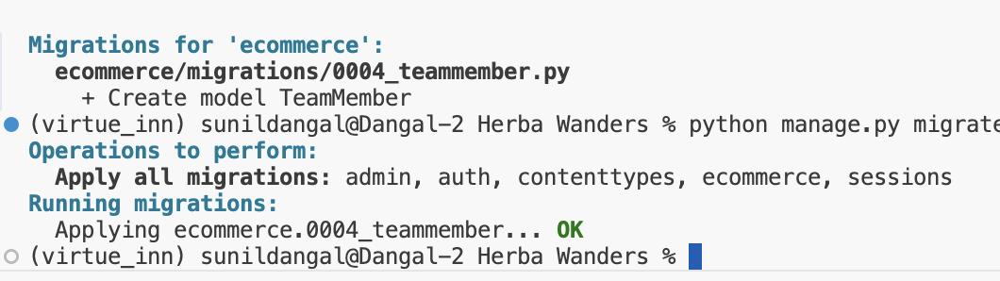 Migrations for 'ecommerce':
ecommerce/migrations/0004_teammember.py
+ Create model TeamMember
(virtue_inn) sunildangal@Dangal-2 Herba Wanders % python manage.py migrate
Operations to perform:
Apply all migrations: admin, auth, contenttypes, ecommerce, sessions
Running migrations:
Applying ecommerce.0004_teammember... OK
(virtue_inn) sunildangal@Dangal-2 Herba Wanders %